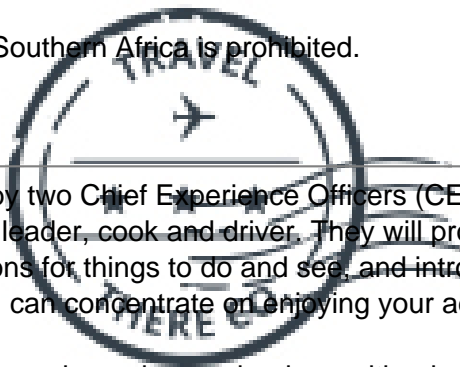 Southern Africa is prohibited.
TRAVEL
by two Chief Experience Officers (CE
leader, cook and driver. They will pro
ons for things to do and see, and intro
can concentrate on enjoying your a
HERE